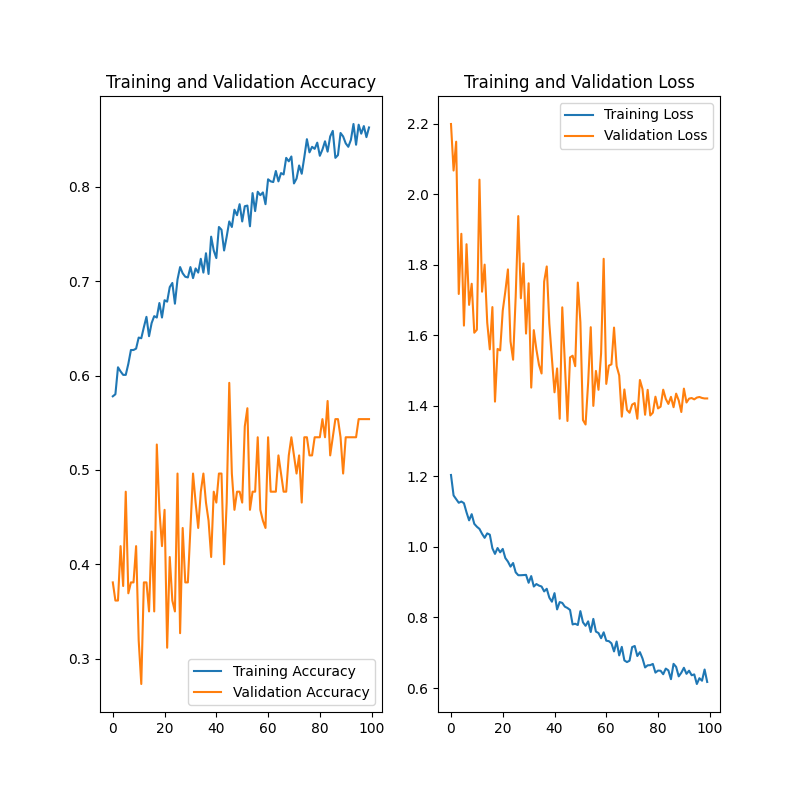 Training and Validation Accuracy
0.8
0.7
0.6
0.5
0.4
0.3
Training Accuracy
Validation Accuracy
0 20 40 60 80 100
Training and Validation Loss
Training Loss
Validation Loss
2.2
2.0
1.8
1.6
1.4
1.2
1.0
0.8
0.6
0 20 40 60 80 100